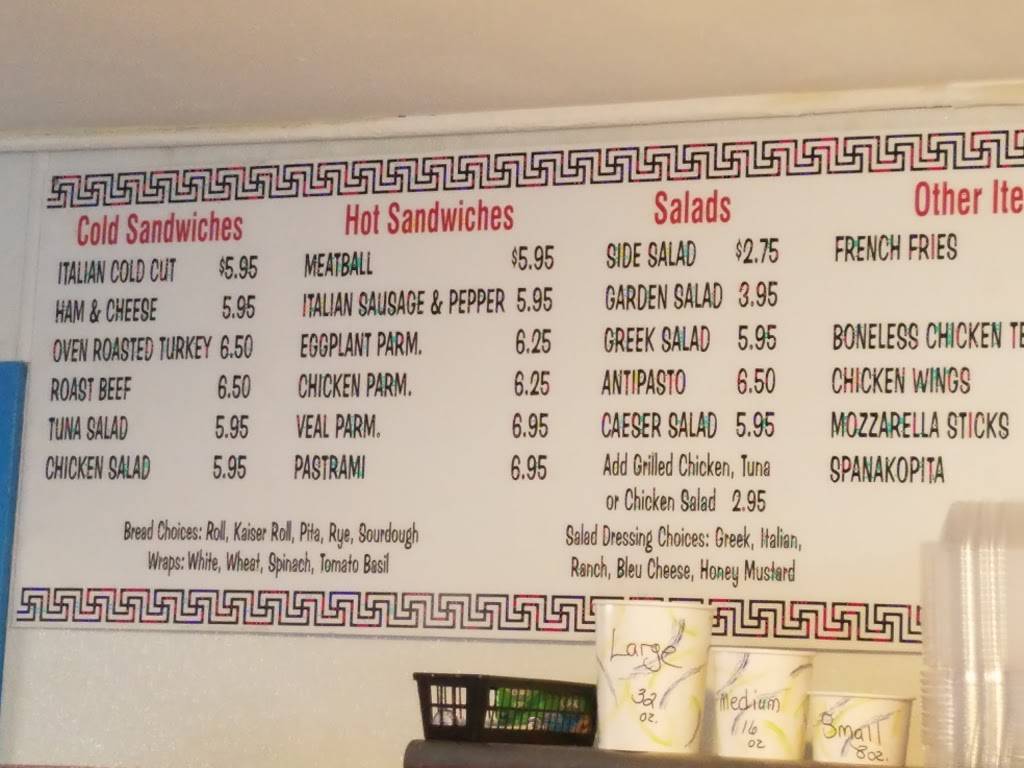 Cold Sandwiches
ITALIAN COLD CUT $5.95
HAM & CHEESE 5.95
OVEN ROASTED TURKEY 6.50
ROAST BEEF 6.50
TUNA SALAD 5.95
CHICKEN SALAD 5.95
Hot Sandwiches
MEATBALL $5.95
ITALIAN SAUSAGE & PEPPER 5.95
EGGPLANT PARM. 6.25
CHICKEN PARM. 6.25
VEAL PARM. 6.95
PASTRAMI 6.95
Bread Choices: Roll, Kaiser Roll, Pita, Rye, Sourdough
Wraps: White, Wheat, Spinach, Tomato Basil
Salads
SIDE SALAD $2.75
GARDEN SALAD 3.95
GREEK SALAD 5.95
ANTIPASTO 6.50
CAESER SALAD 5.95
Add Grilled Chicken, Tuna
or Chicken Salad 2.95
Salad Dressing Choices: Greek, Italian,
Ranch, Bleu Cheese, Honey Mustard
Other Ite
FRENCH FRIES
BONELESS CHICKEN TE
CHICKEN WINGS
MOZZARELLA STICKS
SPANAKOPITA
Large
32
oz.
medium
16
oz
Small
8oz.